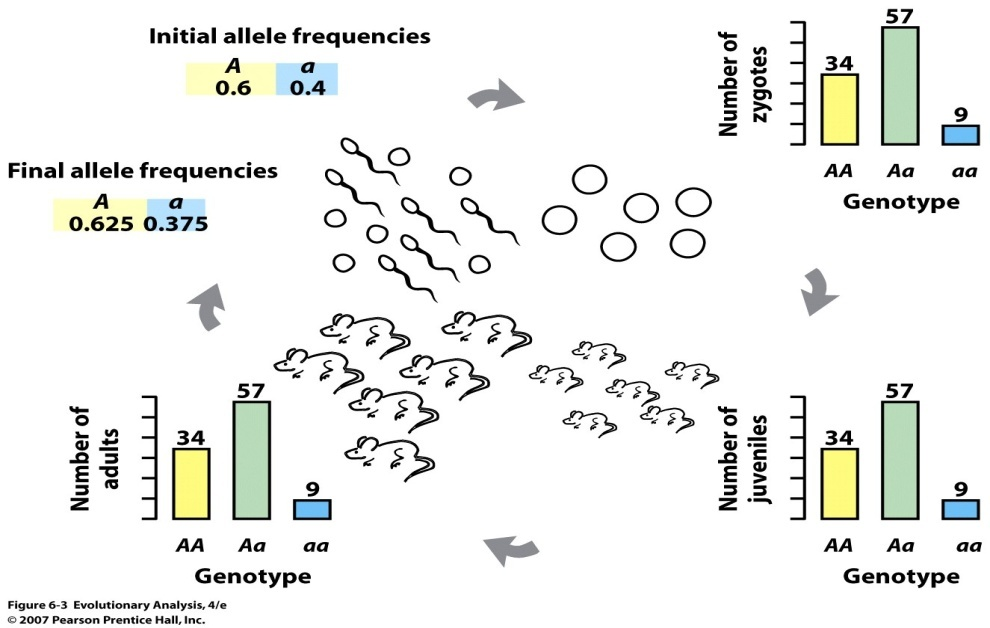 Initial allele frequencies
A a
0.6 0.4
Final allele frequencies
A a
0.625 0.375
Number of
zygotes
34
57
9
AA Aa aa
Genotype
Number of
juveniles
34
57
9
AA Aa aa
Genotype
Number of
adults
34
57
9
AA Aa aa
Genotype
Figure 6-3 Evolutionary Analysis, 4/e
© 2007 Pearson Prentice Hall, Inc.